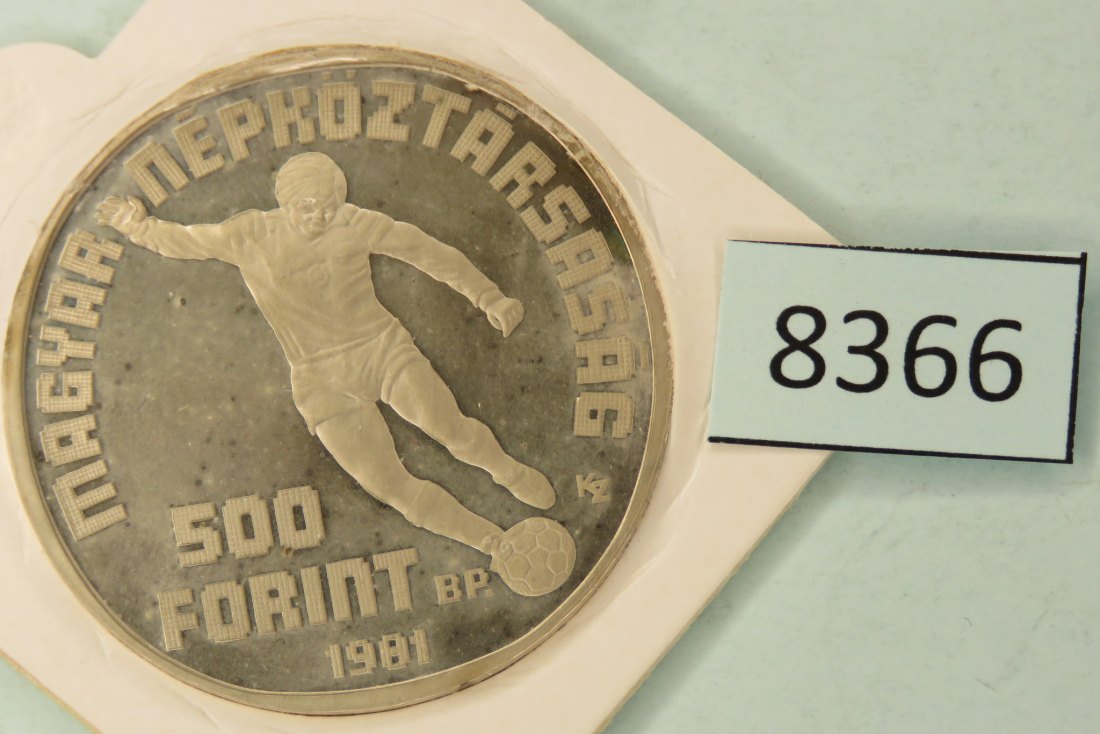 MAGYAR NÉPKÖZTÁRSASÁG
500
FORINT BP.
1981
8366